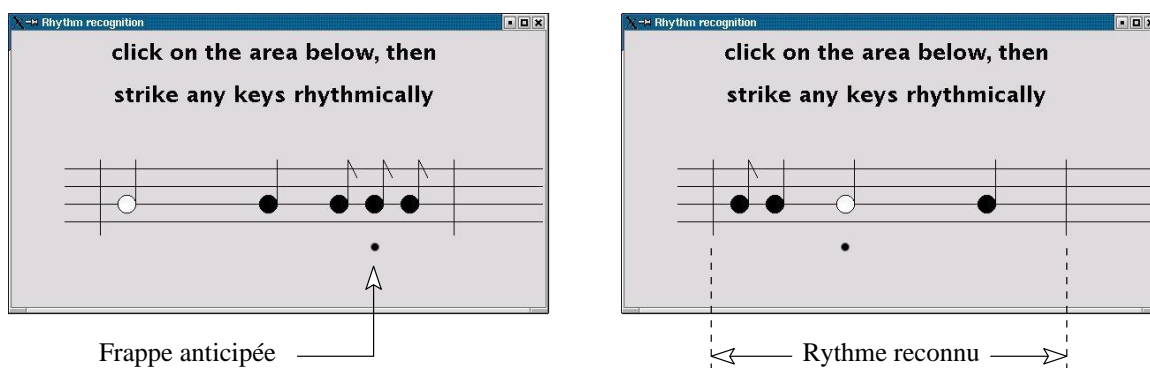 Rhythm recognition
click on the area below, then
strike any keys rhythmically
Rhythm recognition
click on the area below, then
strike any keys rhythmically
Frappe anticipée
Rythme reconnu